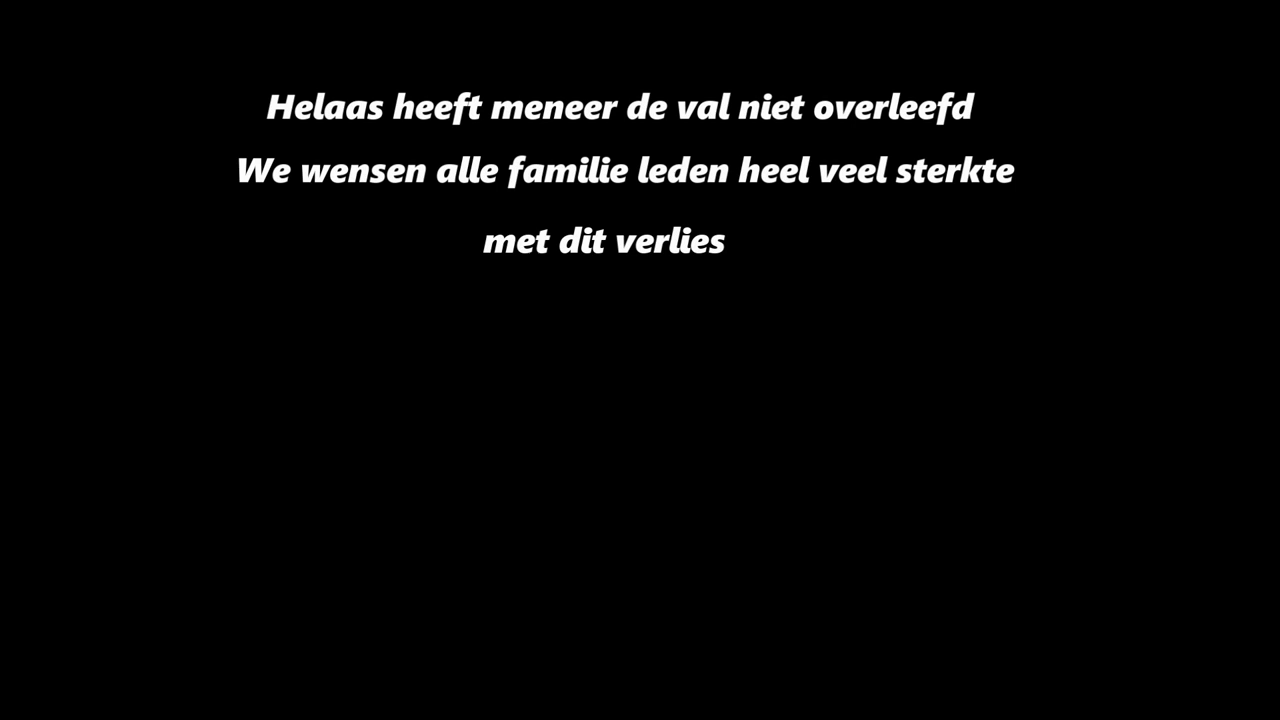 Helaas heeft meneer de val niet overleefd
We wensen alle familie leden heel veel sterkte
met dit verlies